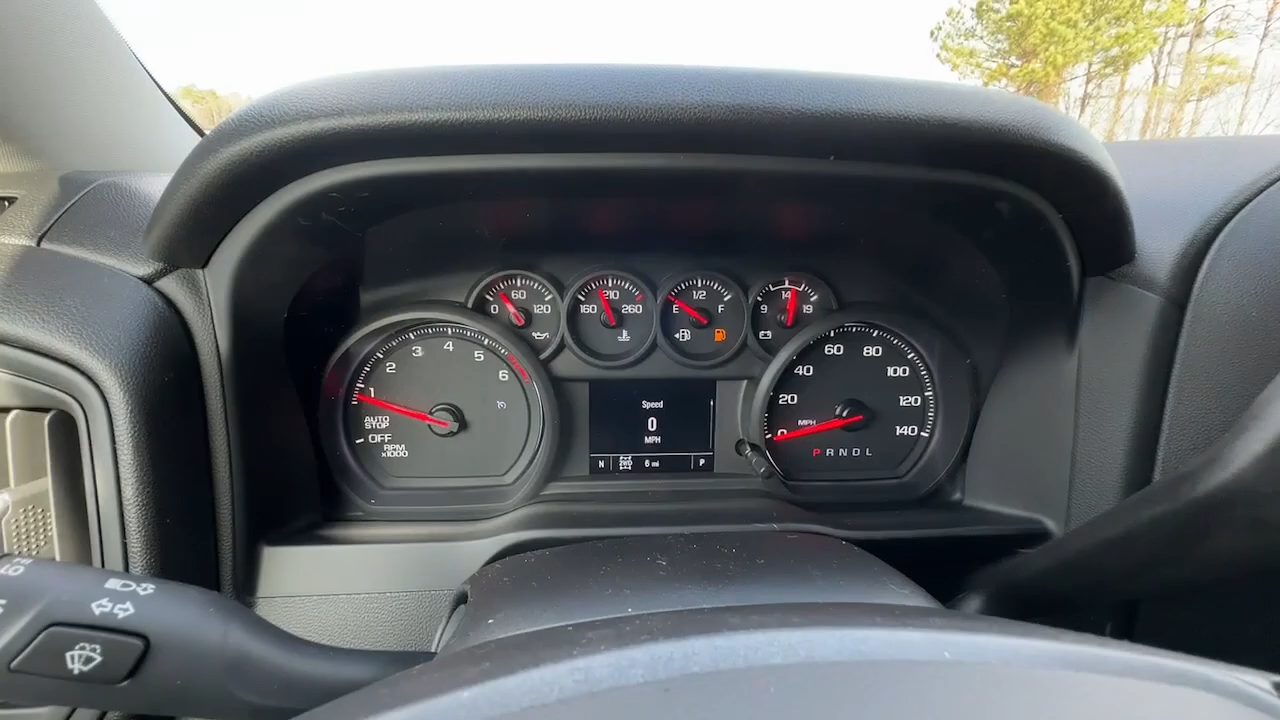 0 60 120
160 210 260
E 1/2 F
9 14 19
1 2 3 4 5 6
AUTO
STOP
OFF
RPM
x1000
Speed
0
MPH
N 2WD 6 mi P
0 20 40 60 80 100 120 140
MPH
P R N D L